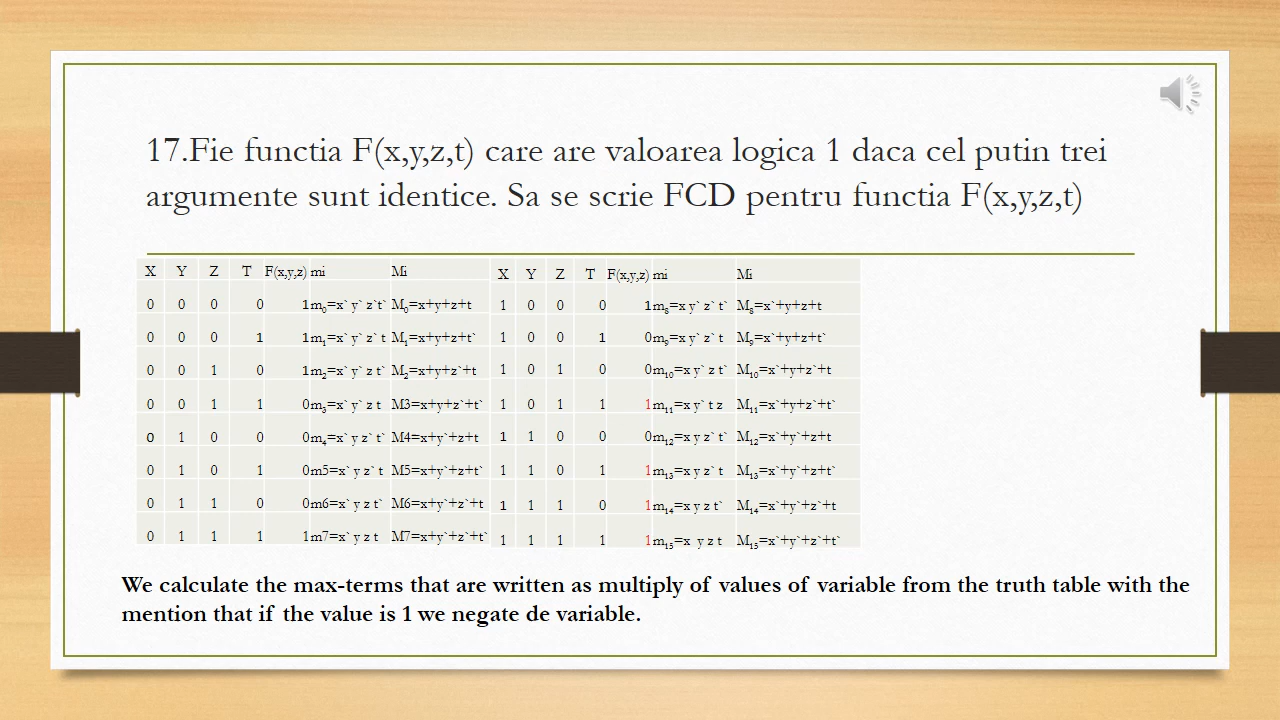 17.Fie functia F(x,y,z,t) care are valoarea logica 1 daca cel putin trei
argumente sunt identice. Sa se scrie FCD pentru functia F(x,y,z,t)
X Y Z T F(x,y,z) mi Mi X Y Z T F(x,y,z) mi Mi
0 0 0 0 1 m₀=x` y` z`t` M₀=x+y+z+t 1 0 0 0 1 m₈=x y` z` t` M₈=x`+y+z+t
0 0 0 1 1 m₁=x` y` z` t M₁=x+y+z+t` 1 0 0 1 0 m₉=x y` z` t M₉=x`+y+z+t`
0 0 1 0 1 m₂=x` y` z t` M₂=x+y+z`+t 1 0 1 0 0 m₁₀=x y` z t` M₁₀=x`+y+z`+t
0 0 1 1 0 m₃=x` y` z t M3=x+y+z`+t` 1 0 1 1 1 m₁₁=x y` t z M₁₁=x`+y+z`+t`
0 1 0 0 0 m₄=x` y z` t` M4=x+y`+z+t 1 1 0 0 0 m₁₂=x y z` t` M₁₂=x`+y`+z+t
0 1 0 1 0 m5=x` y z` t M5=x+y`+z+t` 1 1 0 1 1 m₁₃=x y z` t M₁₃=x`+y`+z+t`
0 1 1 0 0 m6=x` y z t` M6=x+y`+z`+t 1 1 1 0 1 m₁₄=x y z t` M₁₄=x`+y`+z`+t
0 1 1 1 1 m7=x` y z t M7=x+y`+z`+t` 1 1 1 1 1 m₁₅=x y z t M₁₅=x`+y`+z`+t`
We calculate the max-terms that are written as multiply of values of variable from the truth table with the
mention that if the value is 1 we negate de variable.